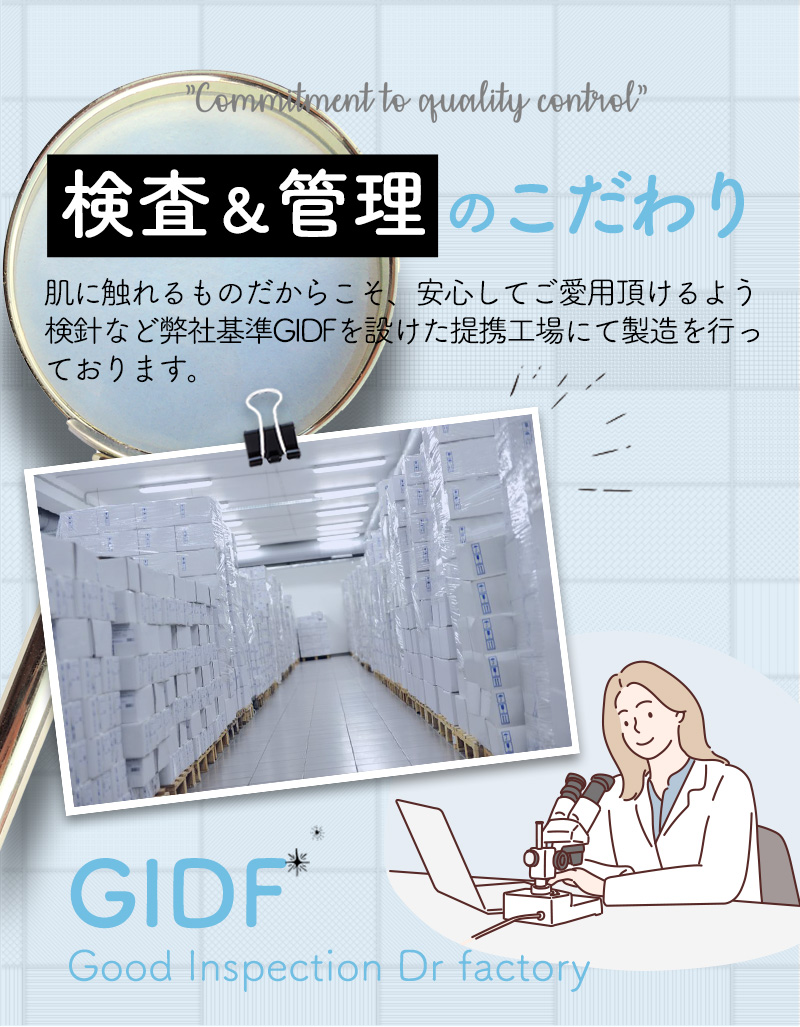 ”Commitment to quality control”
検査＆管理のこだわり
肌に触れるものだからこそ、安心してご愛用頂けるよう
検針など弊社基準GIDFを設けた提携工場にて製造を行っ
ております。
GIDF
Good Inspection Dr factory